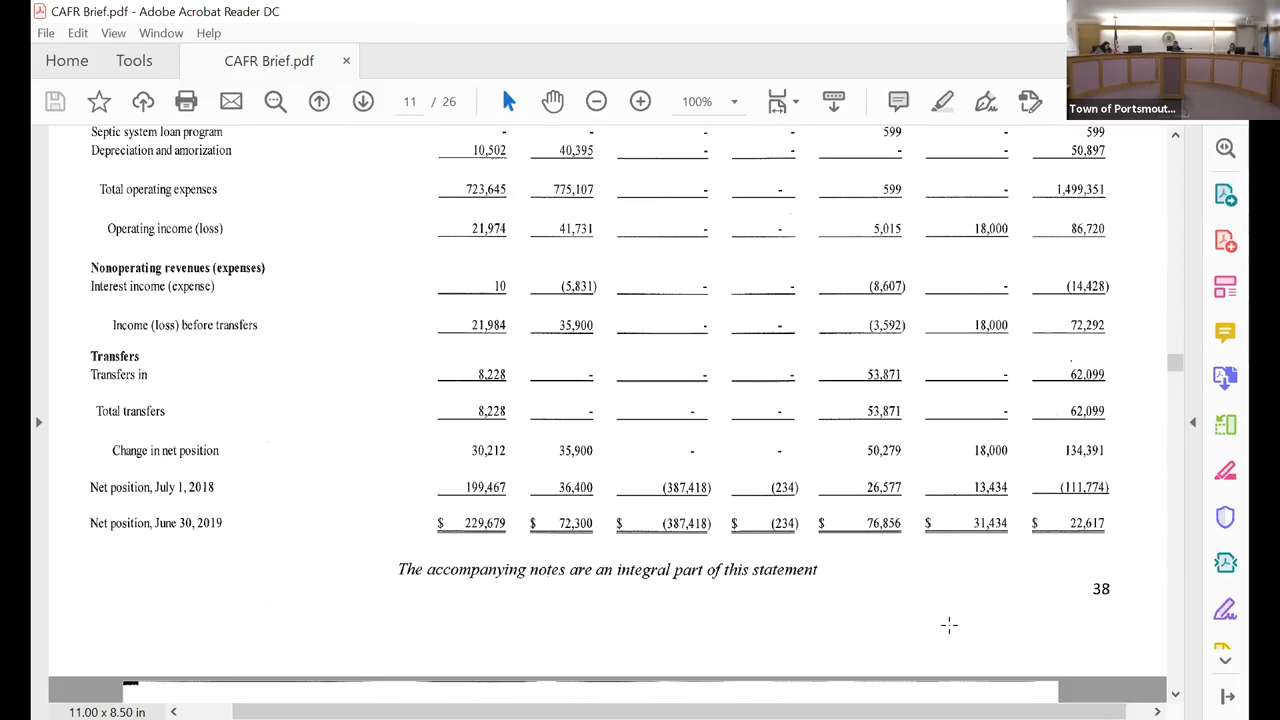 CAFR Brief.pdf - Adobe Acrobat Reader DC
File Edit View Window Help
Home Tools CAFR Brief.pdf ×
11 / 26 100%
Town of Portsmout...
Septic system loan program - - - - 599 - 599
Depreciation and amorization 10,502 40,395 - - - - 50,897
Total operating expenses 723,645 775,107 - - 599 - 1,499,351
Operating income (loss) 21,974 41,731 - - 5,015 18,000 86,720
Nonoperating revenues (expenses)
Interest income (expense) 10 (5,831) - - (8,607) - (14,428)
Income (loss) before transfers 21,984 35,900 - - (3,592) 18,000 72,292
Transfers
Transfers in 8,228 - - - 53,871 - 62,099
Total transfers 8,228 - - - 53,871 - 62,099
Change in net position 30,212 35,900 - - 50,279 18,000 134,391
Net position, July 1, 2018 199,467 36,400 (387,418) (234) 26,577 13,434 (111,774)
Net position, June 30, 2019 $ 229,679 $ 72,300 $ (387,418) $ (234) $ 76,856 $ 31,434 $ 22,617
The accompanying notes are an integral part of this statement
38
11.00 x 8.50 in